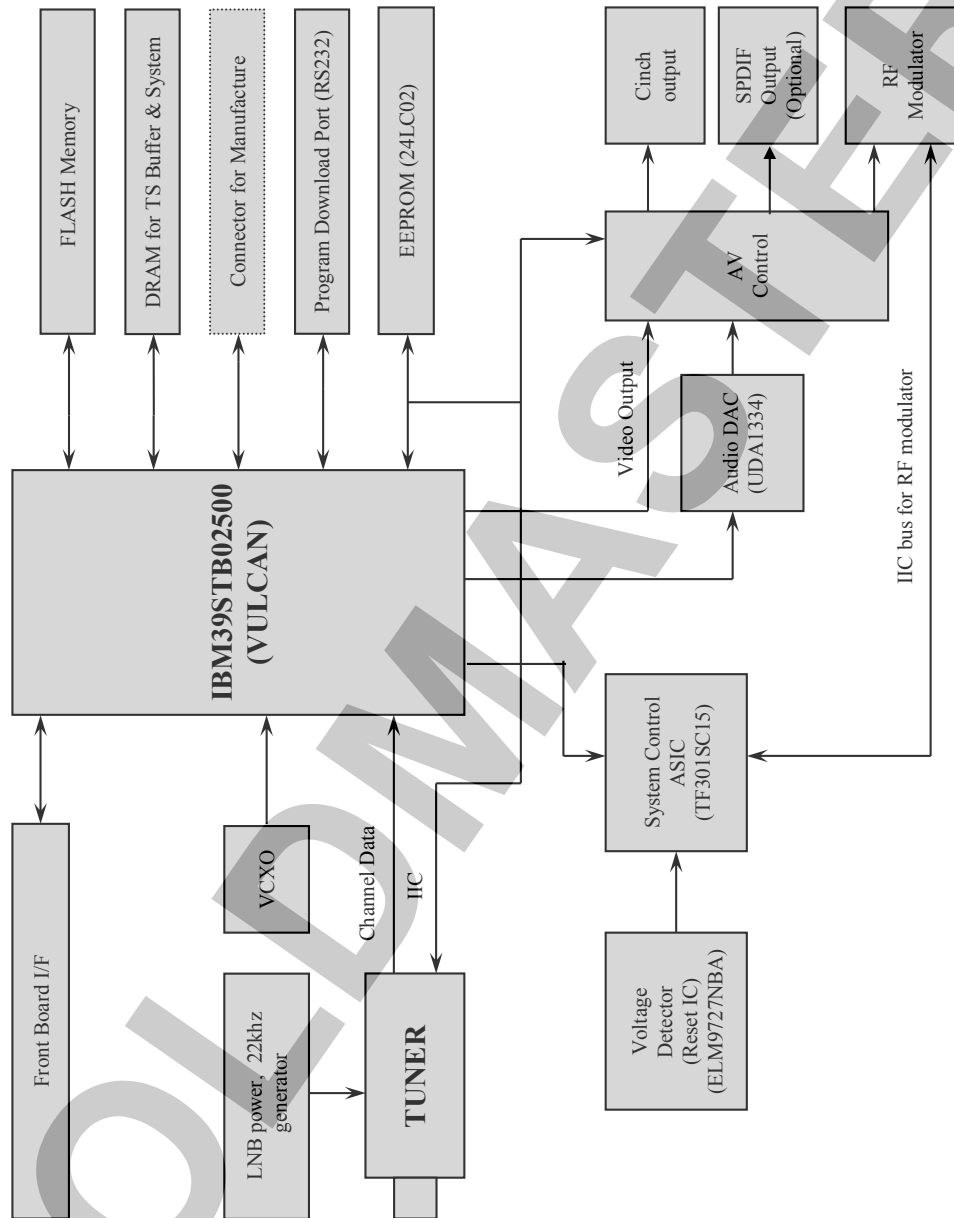 FLASH Memory
DRAM for TS Buffer & System
Connector for Manufacture
Program Download Port (RS232)
EEPROM (24LC02)
Cinch
output
SPDIF
Output
(Optional)
RF
Modulator
AV
Control
Video Output
Audio DAC
(UDA1334)
IIC bus for RF modulator
IBM39STB02500
(VULCAN)
System Control
ASIC
(TF301SC15)
Front Board I/F
VCXO
Channel Data
IIC
LNB power, 22khz
generator
TUNER
Voltage
Detector
(Reset IC)
(ELM9727NBA)
OLDMASTER